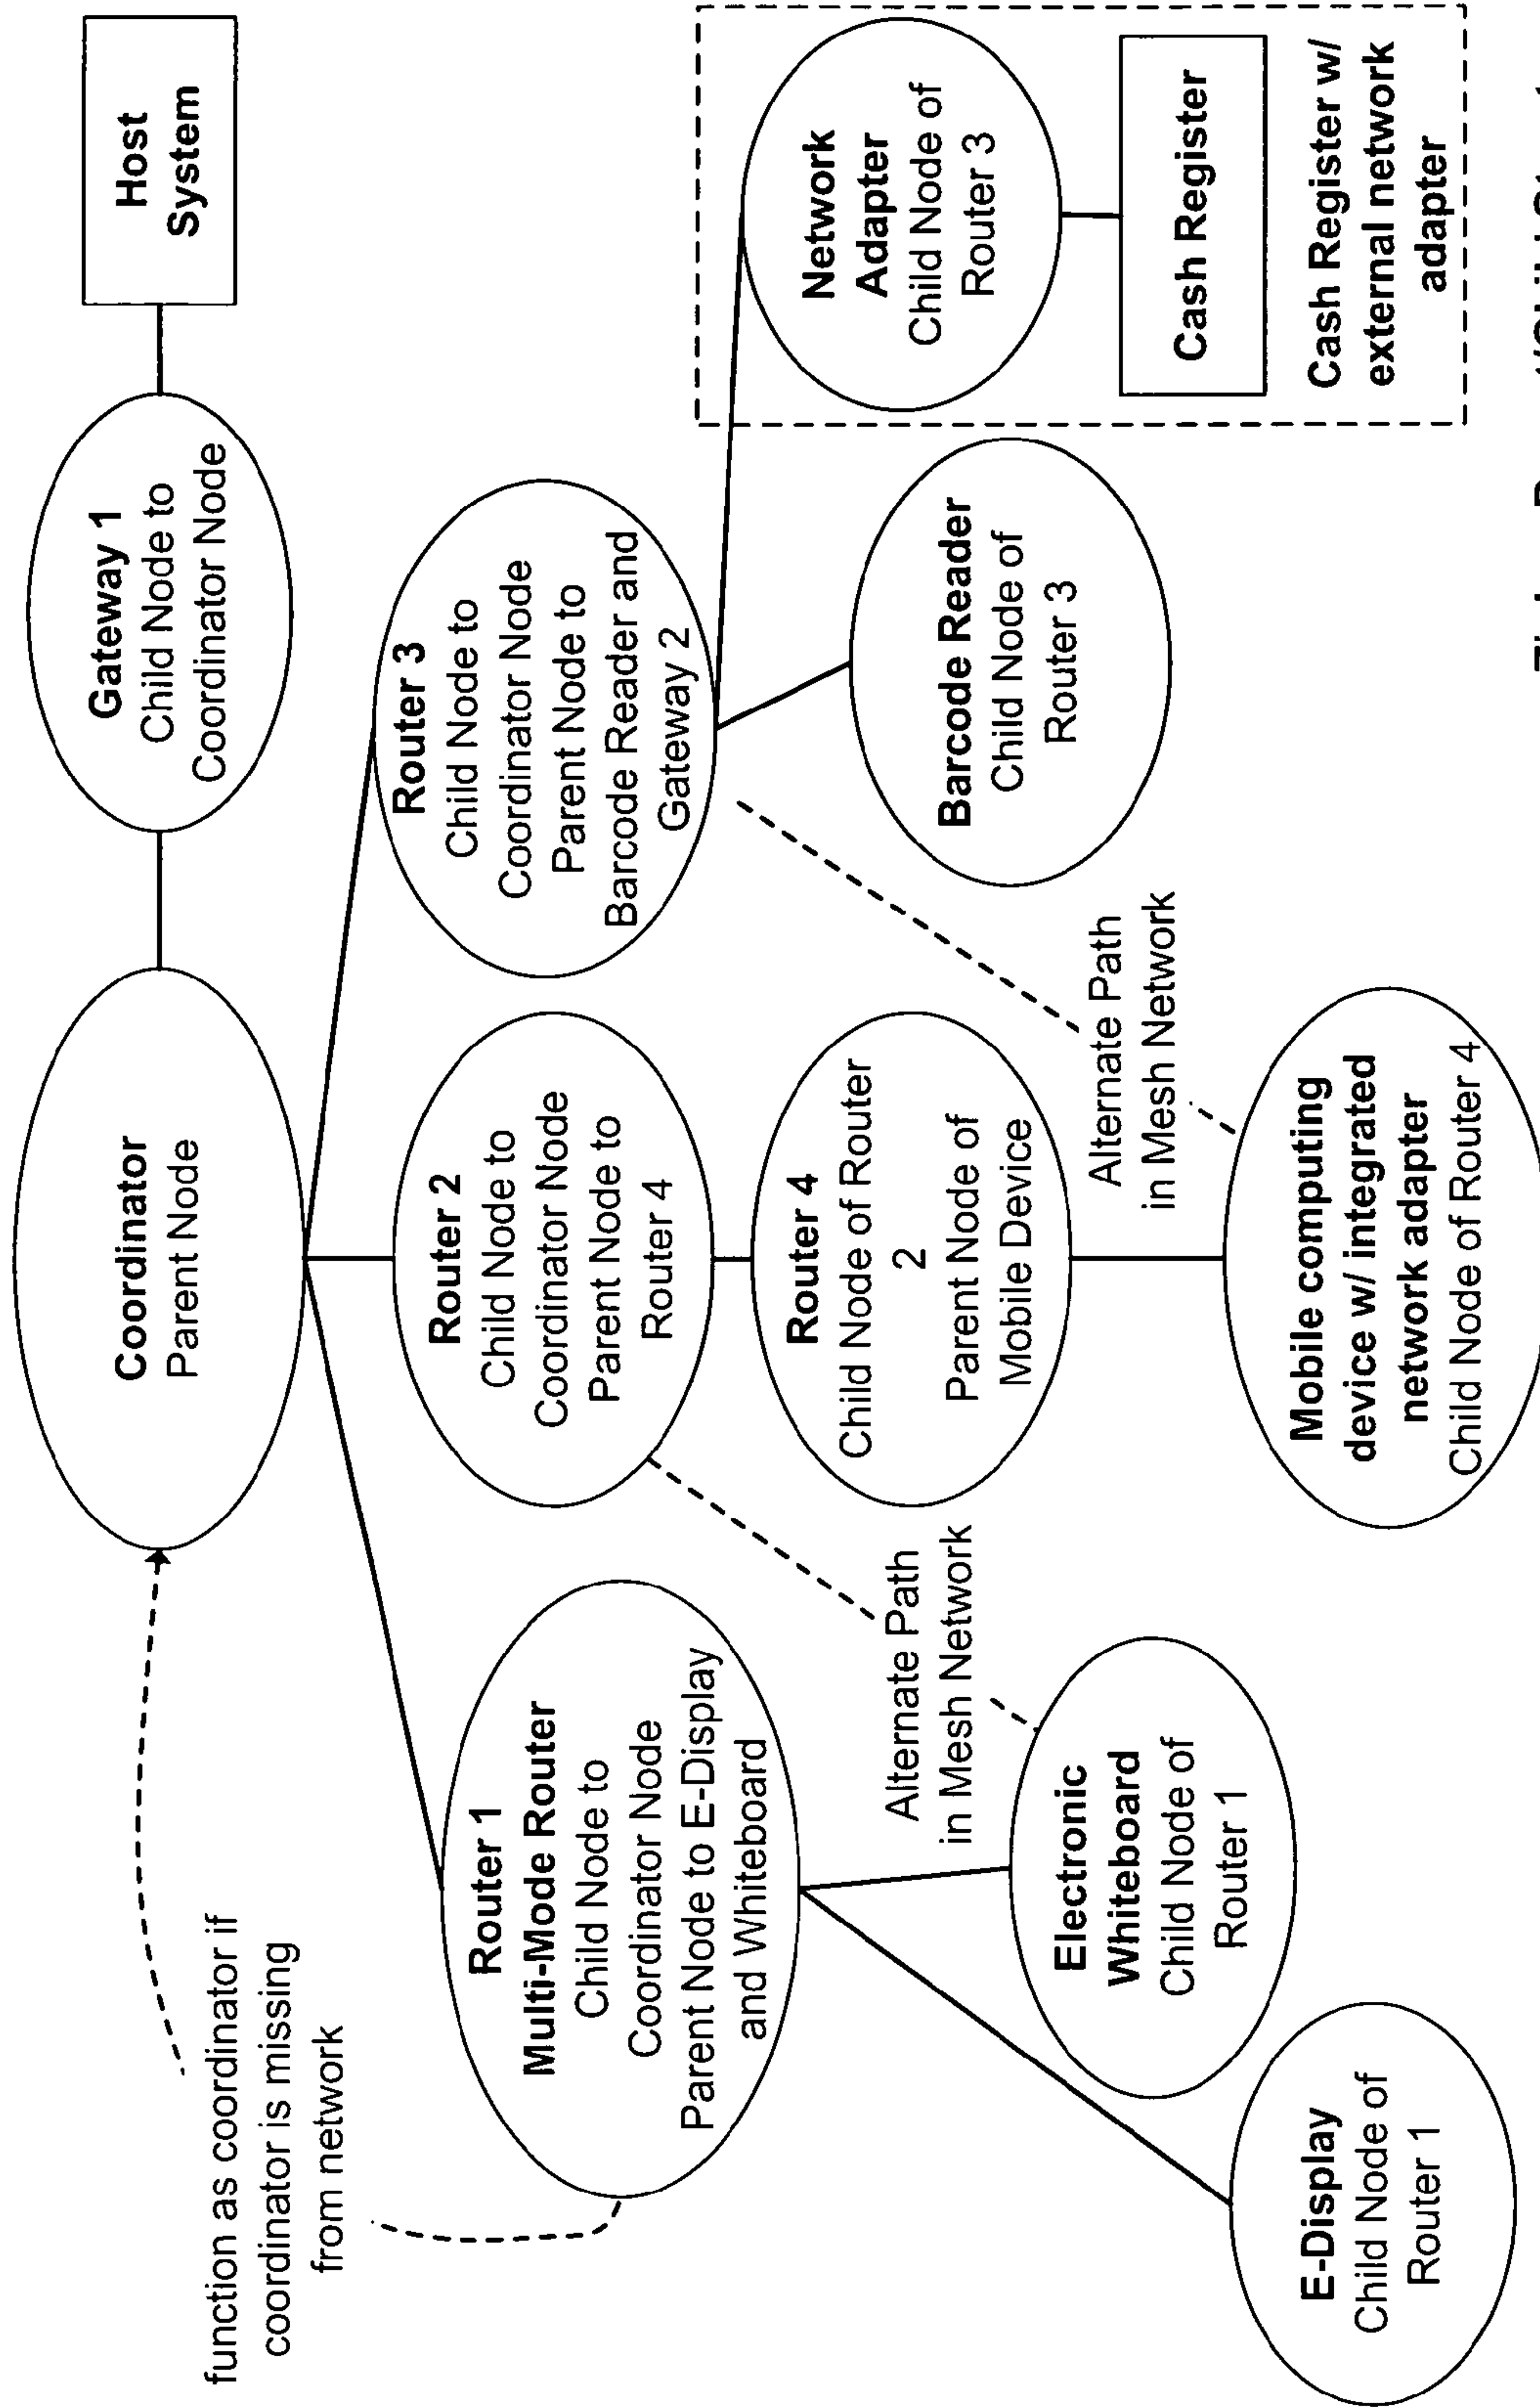 Host
System
Gateway 1
Child Node to
Coordinator Node
Coordinator
Parent Node
function as coordinator if
coordinator is missing
from network
Router 1
Multi-Mode Router
Child Node to
Coordinator Node
Parent Node to E-Display
and Whiteboard
Router 2
Child Node to
Coordinator Node
Parent Node to
Router 4
Router 3
Child Node to
Coordinator Node
Parent Node to
Barcode Reader and
Gateway 2
Network
Adapter
Child Node of
Router 3
Cash Register
Cash Register w/
external network
adapter
Barcode Reader
Child Node of
Router 3
Router 4
Child Node of Router
2
Parent Node of
Mobile Device
Alternate Path
in Mesh Network
Alternate Path
in Mesh Network
Electronic
Whiteboard
Child Node of
Router 1
E-Display
Child Node of
Router 1
Mobile computing
device w/ integrated
network adapter
Child Node of Router 4